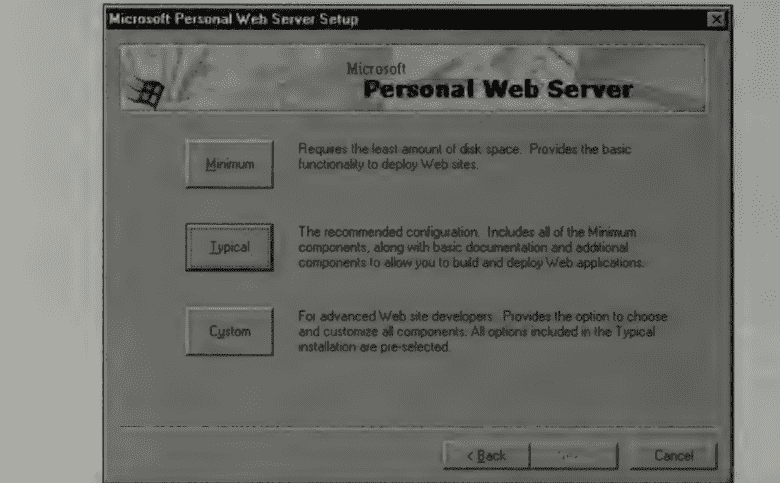 Microsoft Personal Web Server Setup
Microsoft
Personal Web Server
Minimum
Requires the least amount of disk space. Provides the basic
functionality to deploy Web sites.
Typical
The recommended configuration. Includes all of the Minimum
components, along with basic documentation and additional
components to allow you to build and deploy Web applications.
Custom
For advanced Web site developers. Provides the option to choose
and customize all components. All options included in the Typical
installation are pre-selected.
< Back
Cancel